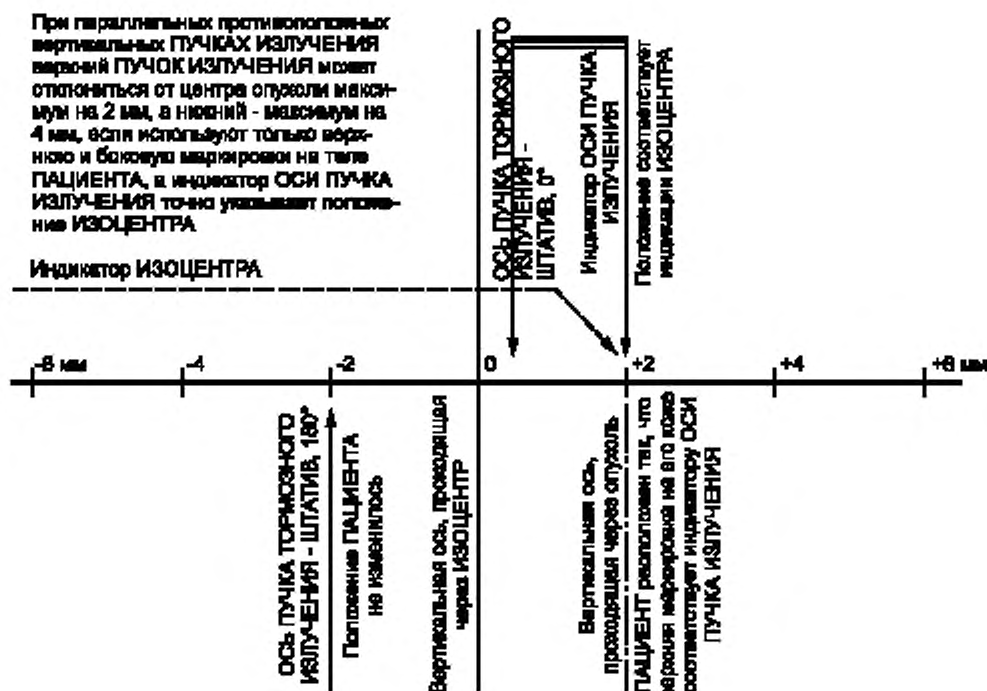 При параллельных противоположных
вертикальных ПУЧКАХ ИЗЛУЧЕНИЯ
верхний ПУЧОК ИЗЛУЧЕНИЯ может
отклониться от центра опухоли макси-
мум на 2 мм, а нижний - максимум на
4 мм, если используют только верх-
нюю и боковую маркировки на теле
ПАЦИЕНТА, а индикатор ОСИ ПУЧКА
ИЗЛУЧЕНИЯ точно указывает положе-
ние ИЗОЦЕНТРА
Индикатор ИЗОЦЕНТРА
ОСЬ ПУЧКА ТОРМОЗНОГО
ИЗЛУЧЕНИЯ -
ШТАТИВ, 0°
Индикатор ОСИ ПУЧКА
ИЗЛУЧЕНИЯ
Положение соответствует
индикации ИЗОЦЕНТРА
-6 мм
-4
-2
0
+2
+4
+6 мм
ОСЬ ПУЧКА ТОРМОЗНОГО
ИЗЛУЧЕНИЯ - ШТАТИВ, 180°
Положение ПАЦИЕНТА
не изменилось
Вертикальная ось, проходящая
через ИЗОЦЕНТР
Вертикальная ось,
проходящая через опухоль
ПАЦИЕНТ расположен так, что
верхняя маркировка на его коже
соответствует индикатору ОСИ
ПУЧКА ИЗЛУЧЕНИЯ